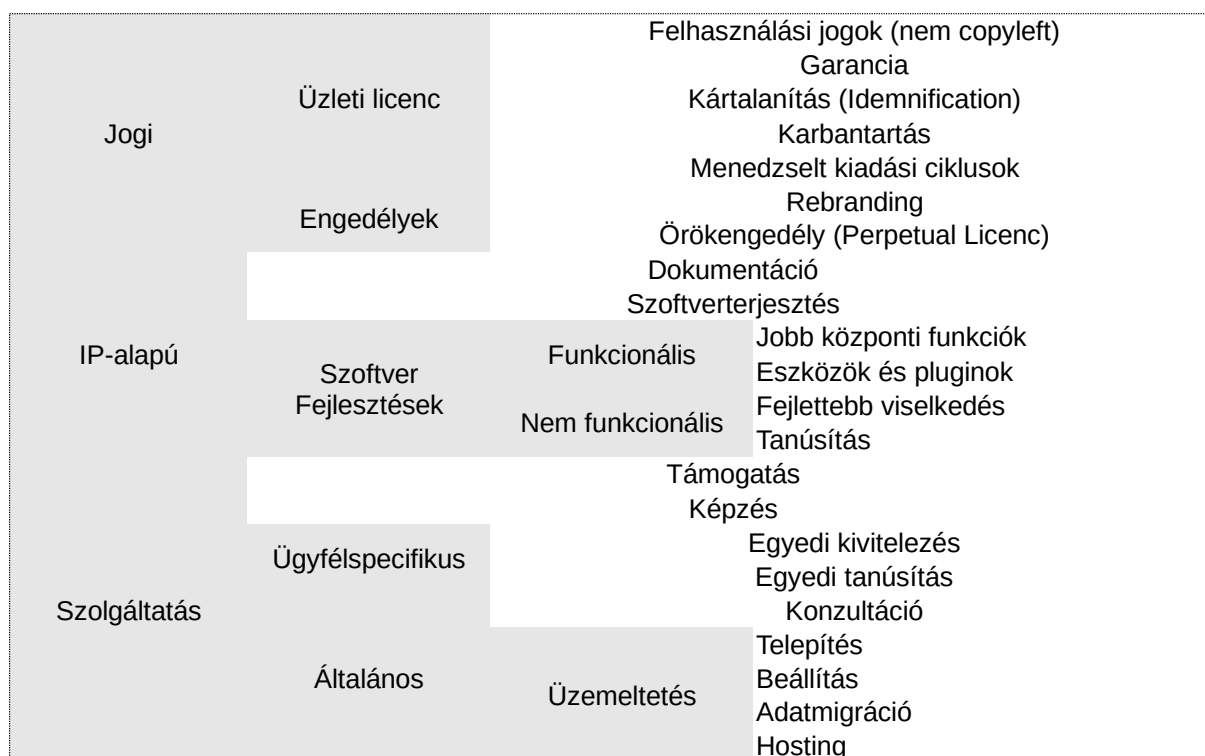 Jogi
Üzleti licenc
Felhasználási jogok (nem copyleft)
Garancia
Kártalanítás (Idemnification)
Karbantartás
Menedzselt kiadási ciklusok
Engedélyek
Rebranding
Örökengedély (Perpetual Licenc)
IP-alapú
Dokumentáció
Szoftverterjesztés
Szoftver
Fejlesztések
Funkcionális
Jobb központi funkciók
Eszközök és pluginok
Nem funkcionális
Fejlettebb viselkedés
Tanúsítás
Szolgáltatás
Támogatás
Képzés
Ügyfélspecifikus
Egyedi kivitelezés
Egyedi tanúsítás
Általános
Konzultáció
Üzemeltetés
Telepítés
Beállítás
Adatmigráció
Hosting